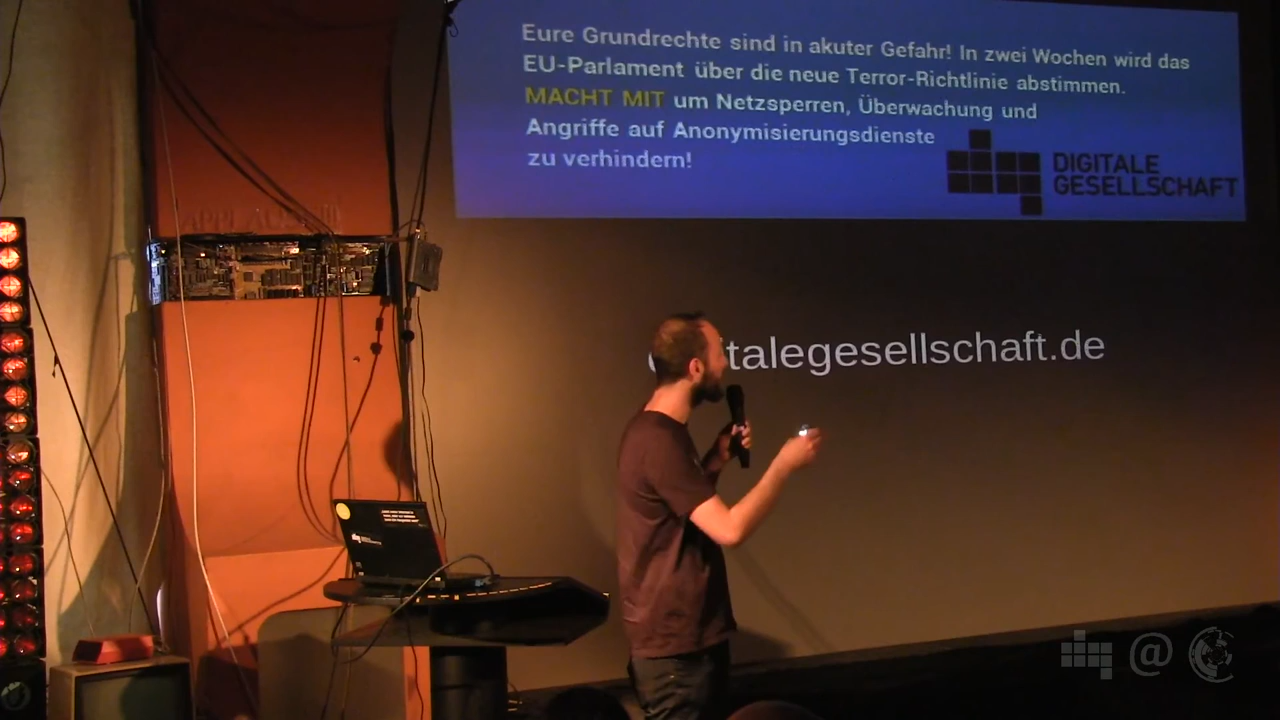 Eure Grundrechte sind in akuter Gefahr! In zwei Wochen wird das
EU-Parlament über die neue Terror-Richtlinie abstimmen.
MACHT MIT um Netzsperren, Überwachung und
Angriffe auf Anonymisierungsdienste
zu verhindern!
DIGITALE
GESELLSCHAFT
italegesellschaft.de
@